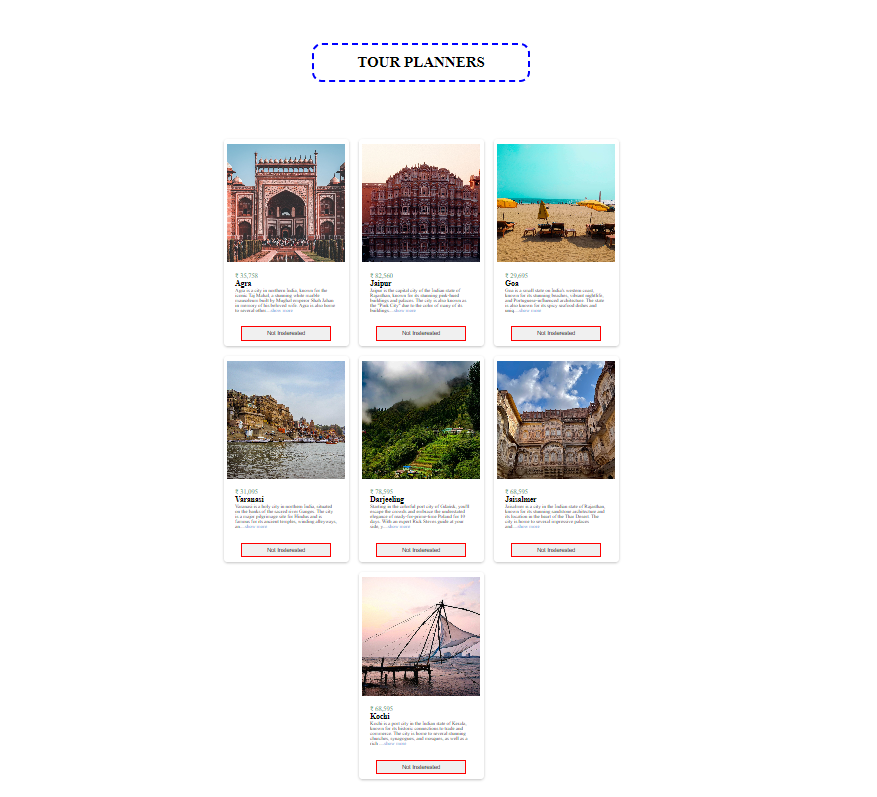 TOUR PLANNERS
₹ 35,758
Agra
Agra is a city in northern India, known for the
iconic Taj Mahal, a stunning white marble
mausoleum built by Mughal emperor Shah Jahan
in memory of his beloved wife. Agra is also home
to several other...show more
Not Insterested
₹ 82,560
Jaipur
Jaipur is the capital city of the Indian state of
Rajasthan, known for its stunning pink-hued
buildings and palaces. The city is also known as
the "Pink City" due to the color of many of its
buildings...show more
Not Insterested
₹ 29,695
Goa
Goa is a small state on India's western coast,
known for its stunning beaches, vibrant nightlife,
and Portuguese-influenced architecture. The state
is also known for its spicy seafood dishes and
uniq...show more
Not Insterested
₹ 31,095
Varanasi
Varanasi is a holy city in northern India, situated
on the banks of the sacred river Ganges. The city
is a major pilgrimage site for Hindus and is
famous for its ancient temples, winding alleyways,
an...show more
Not Insterested
₹ 78,595
Darjeeling
Starting in the colorful port city of Gdansk, you'll
escape the crowds and embrace the understated
elegance of ready-for-prime-time Poland for 10
days. With an expert Rick Steves guide at your
side, y...show more
Not Insterested
₹ 68,595
Jaisalmer
Jaisalmer is a city in the Indian state of Rajasthan,
known for its stunning sandstone architecture and
its location in the heart of the Thar Desert. The
city is home to several impressive palaces
and...show more
Not Insterested
₹ 68,595
Kochi
Kochi is a port city in the Indian state of Kerala,
known for its historic connections to trade and
commerce. The city is home to several stunning
churches, synagogues, and mosques, as well as a
rich...show more
Not Insterested